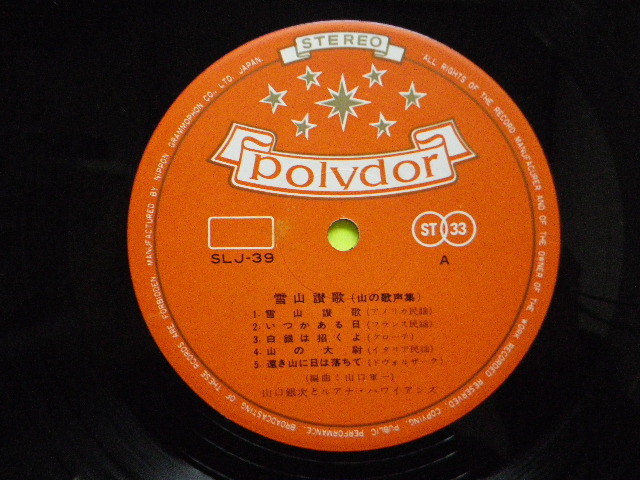 STEREO
polydor
SLJ-39
ST 33
A
雪山讃歌 (山の歌声集)
1. 雪山讃歌 (アメリカ民謡)
2. いつかある日 (フランス民謡)
3. 白銀は招くよ (グローテ)
4. 山の大尉 (イタリア民謡)
5. 遠き山に日は落ちて (ドヴォルザーク)
(編曲:山口軍一)
山口銀次とルアナ・ハワイアンズ
MANUFACTURED BY NIPPON GRAMMOPHON CO., LTD. JAPAN.
ALL RIGHTS OF THE RECORD MANUFACTURER AND OF THE OWNER OF THE WORK RECORDED RESERVED COPYING, PUBLIC PERFORMANCE, BROADCASTING OF THESE RECORDS ARE FORBIDDEN.